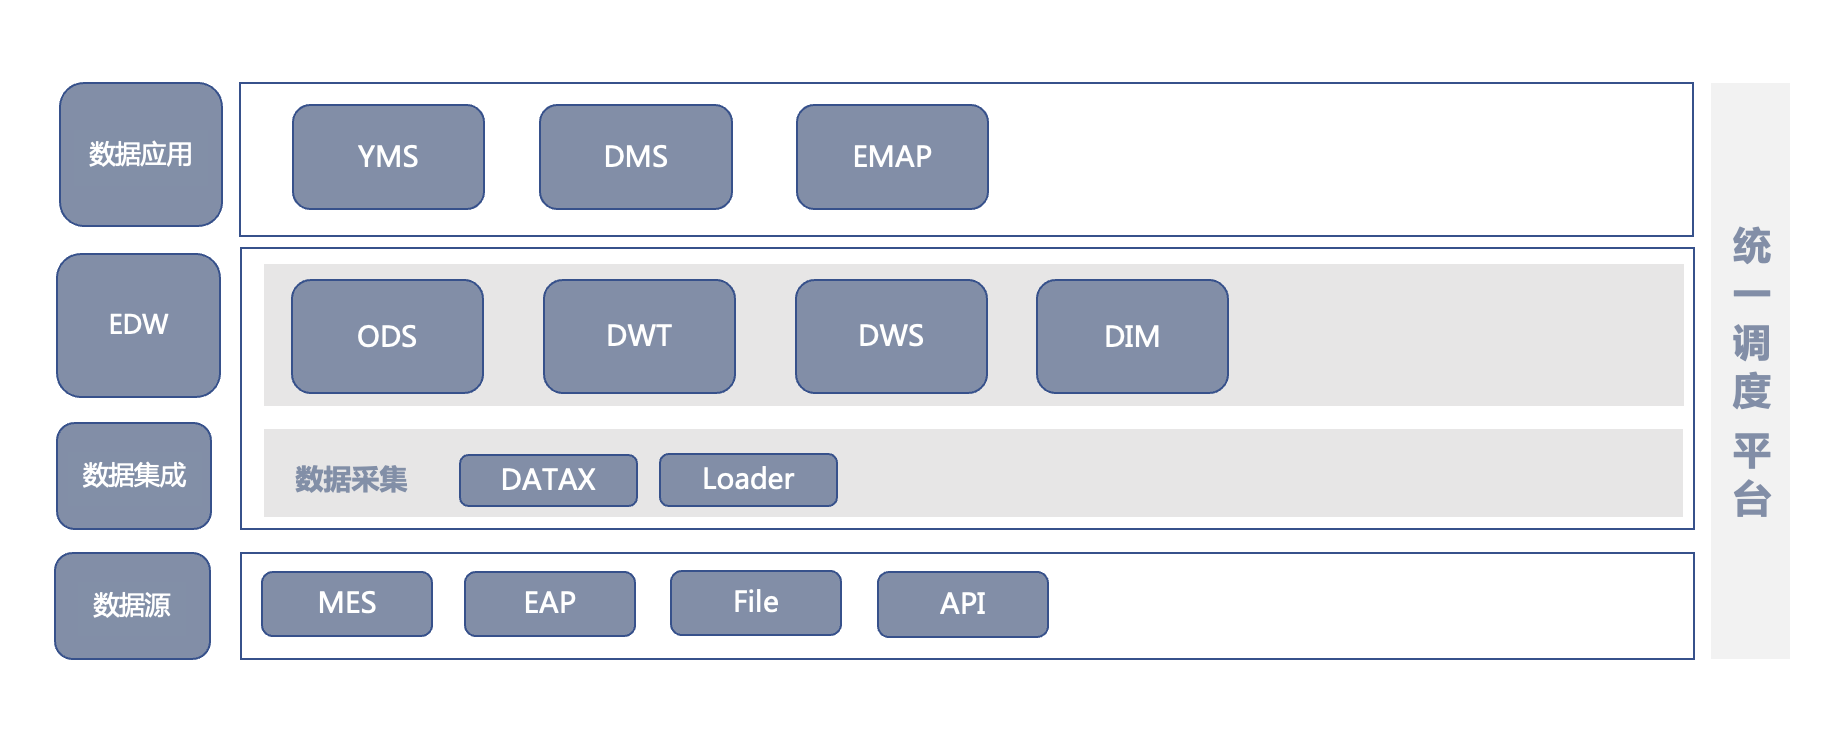 数据应用
YMS
DMS
EMAP
EDW
ODS
DWT
DWS
DIM
数据集成
数据采集
DATAX
Loader
数据源
MES
EAP
File
API
统一调度平台